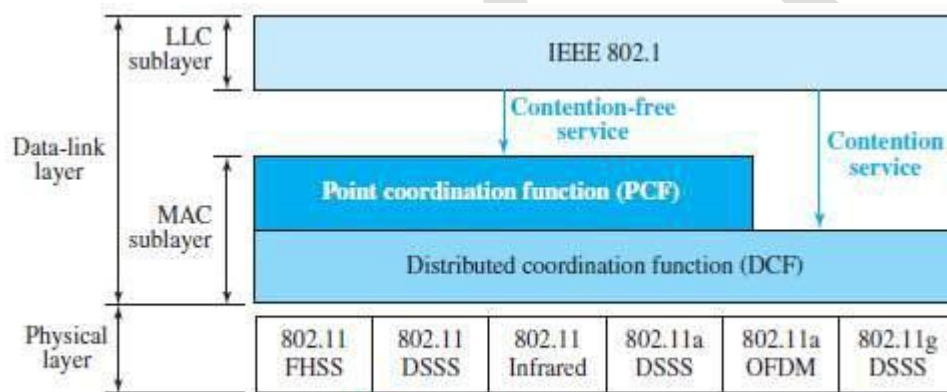 LLC
sublayer
IEEE 802.1
Contention-free
service
Contention
service
Data-link
layer
Point coordination function (PCF)
MAC
sublayer
Distributed coordination function (DCF)
Physical
layer
802.11
FHSS
802.11
DSSS
802.11
Infrared
802.11a
DSSS
802.11a
OFDM
802.11g
DSSS